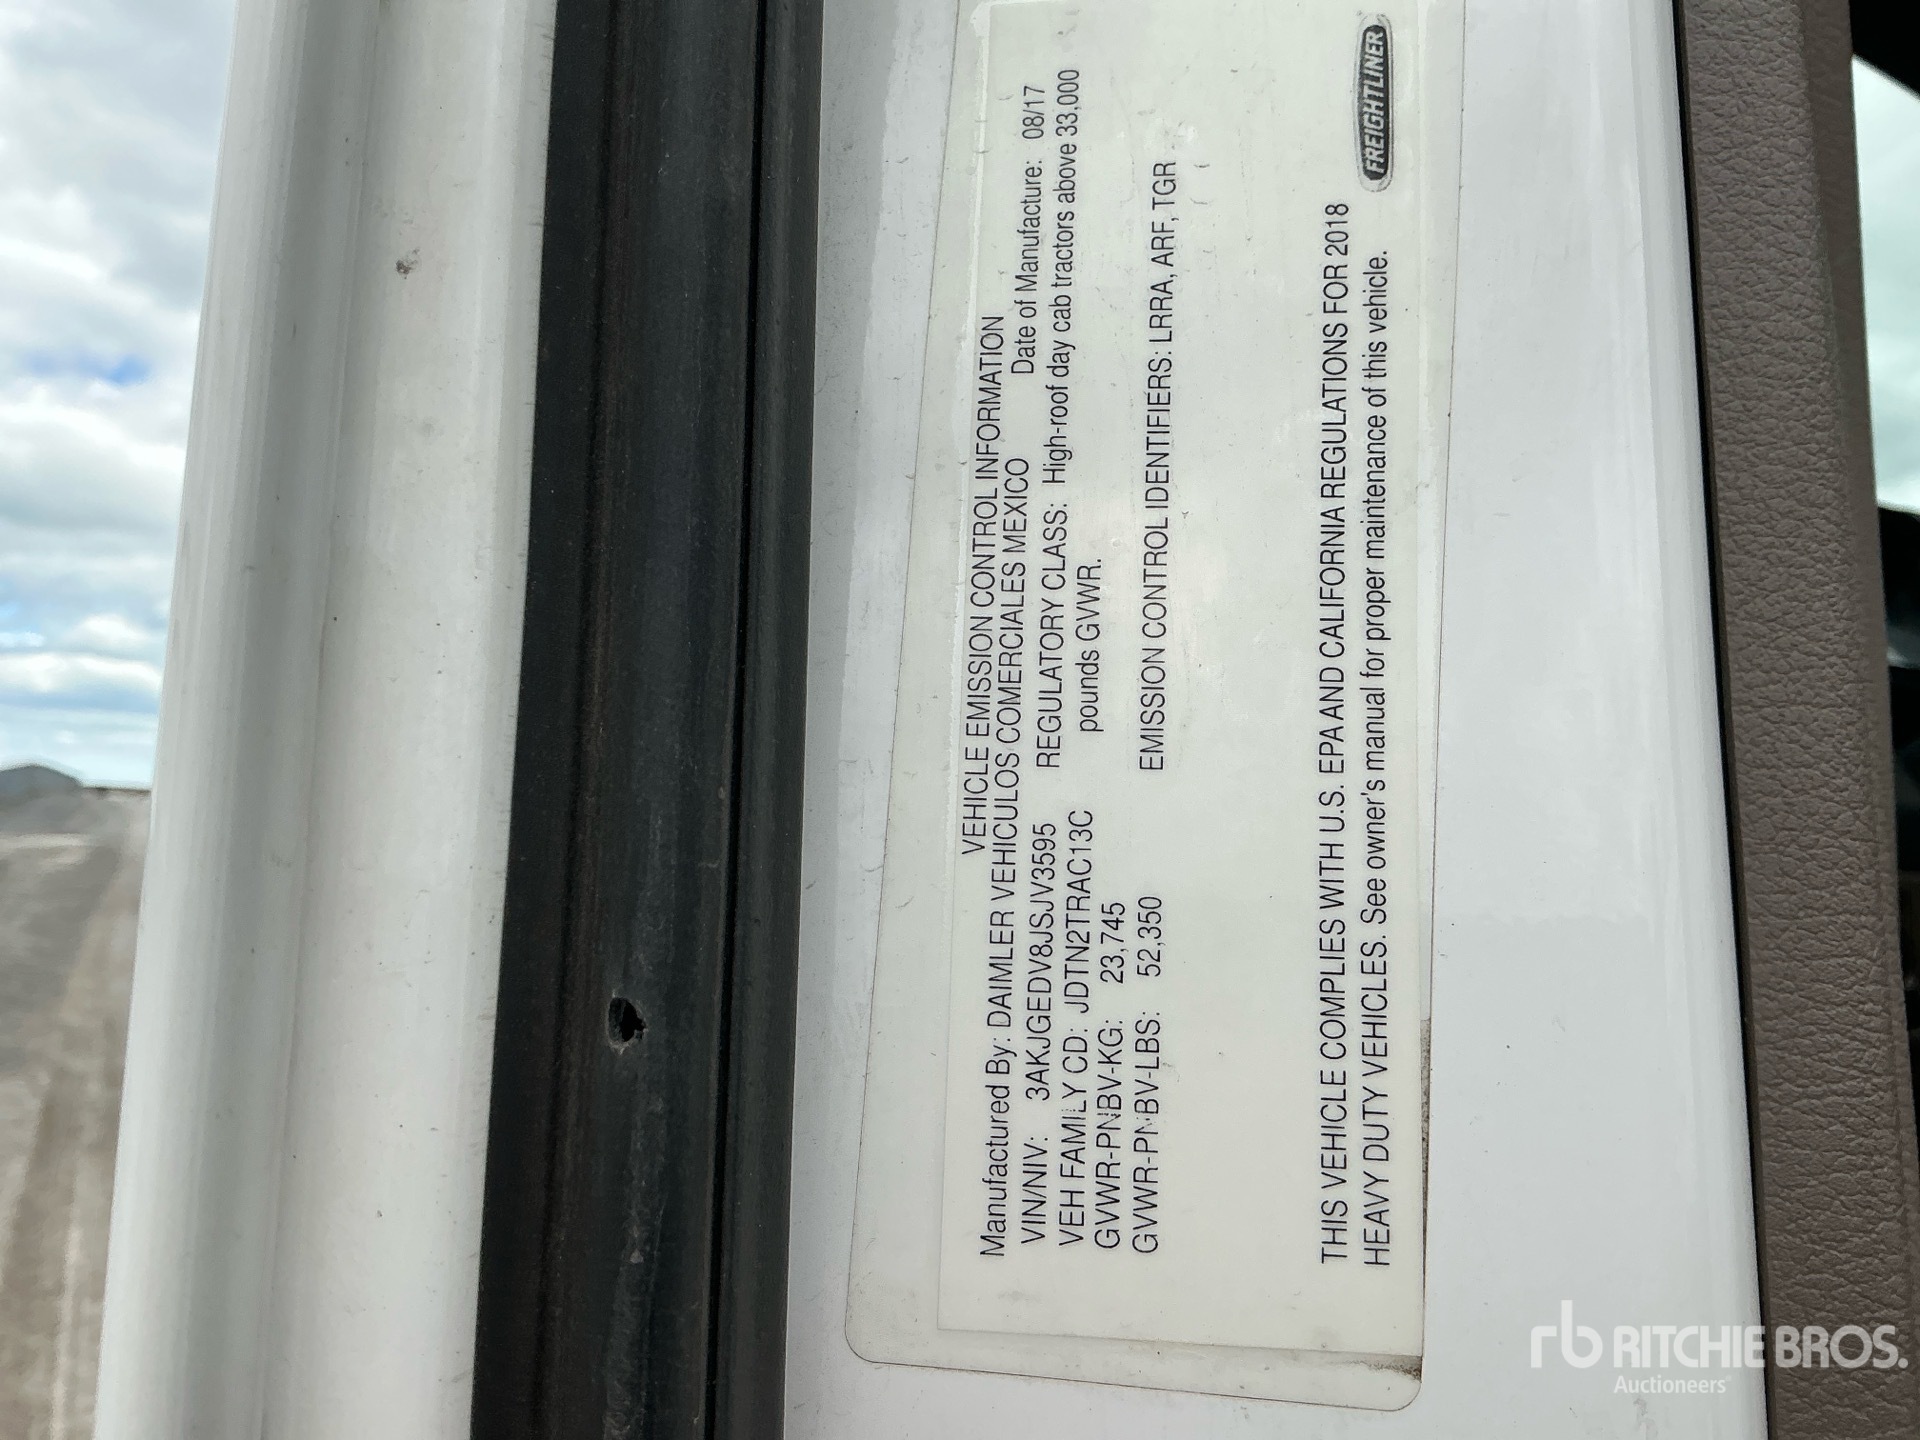 VEHICLE EMISSION CONTROL INFORMATION
Manufactured By: DAIMLER VEHICULOS COMERCIALES MEXICO Date of Manufacture: 08/17
VIN/NIV: 3AKJGEDV8JSJV3595 REGULATORY CLASS: High-roof day cab tractors above 33,000
VEH FAMILY CD: JDTN2TRAC13C pounds GVWR.
GVWR-PNBV-KG: 23,745
GVWR-PNBV-LBS: 52,350 EMISSION CONTROL IDENTIFIERS: LRRA, ARF, TGR
THIS VEHICLE COMPLIES WITH U.S. EPA AND CALIFORNIA REGULATIONS FOR 2018
HEAVY DUTY VEHICLES. See owner's manual for proper maintenance of this vehicle.
FREIGHTLINER
rb RITCHIE BROS.
Auctioneers